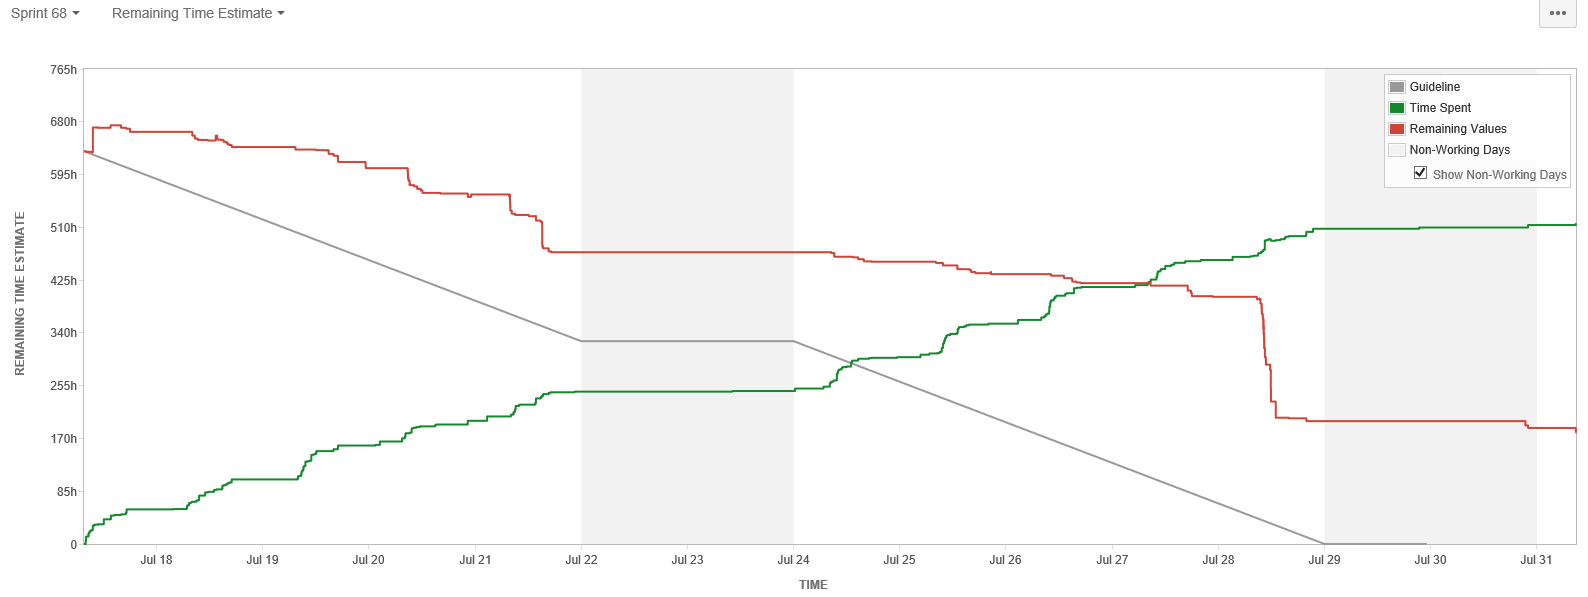 Sprint 68 Remaining Time Estimate
765h
680h
595h
510h
425h
340h
255h
170h
85h
0
REMAINING TIME ESTIMATE
Guideline
Time Spent
Remaining Values
Non-Working Days
Show Non-Working Days
Jul 18 Jul 19 Jul 20 Jul 21 Jul 22 Jul 23 Jul 24 Jul 25 Jul 26 Jul 27 Jul 28 Jul 29 Jul 30 Jul 31
TIME